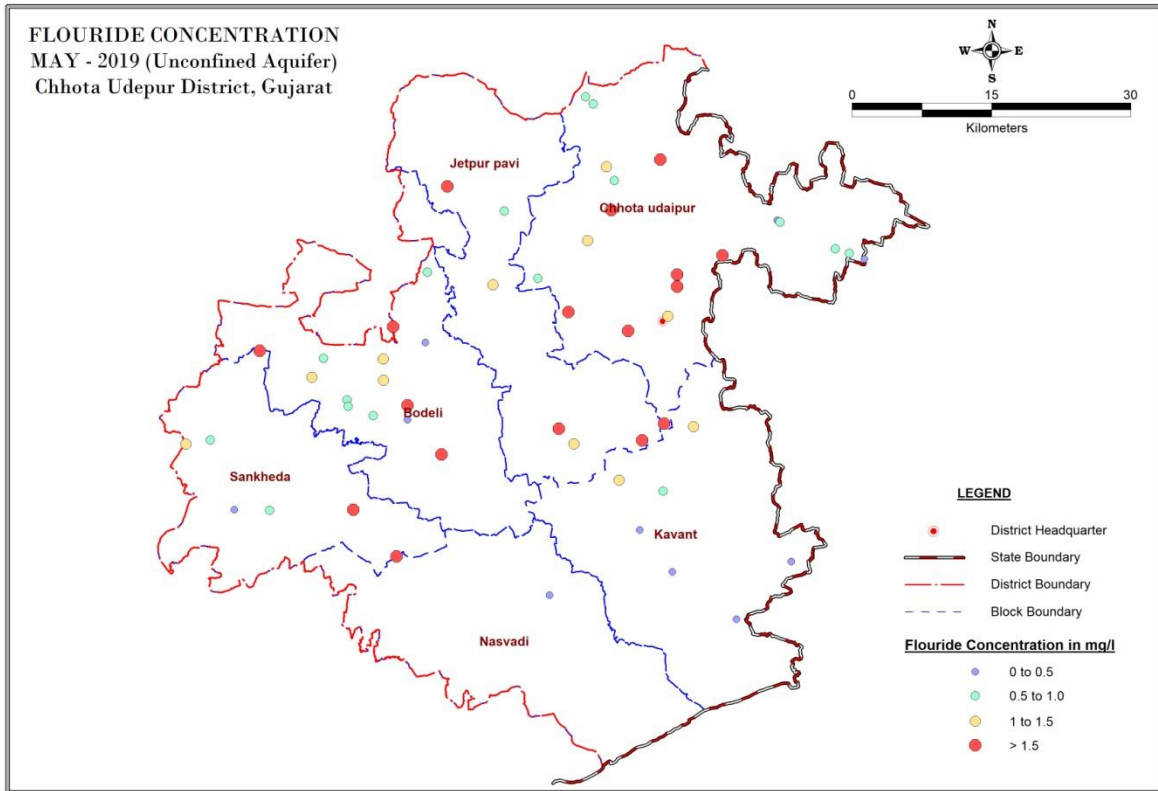 FLOURIDE CONCENTRATION
MAY - 2019 (Unconfined Aquifer)
Chhota Udepur District, Gujarat
N
W E
S
0 15 30
Kilometers
Jetpur pavi
Chhota udaipur
Bodeli
Sankheda
Kavant
Nasvadi
LEGEND
District Headquarter
State Boundary
District Boundary
Block Boundary
Flouride Concentration in mg/l
0 to 0.5
0.5 to 1.0
1 to 1.5
> 1.5